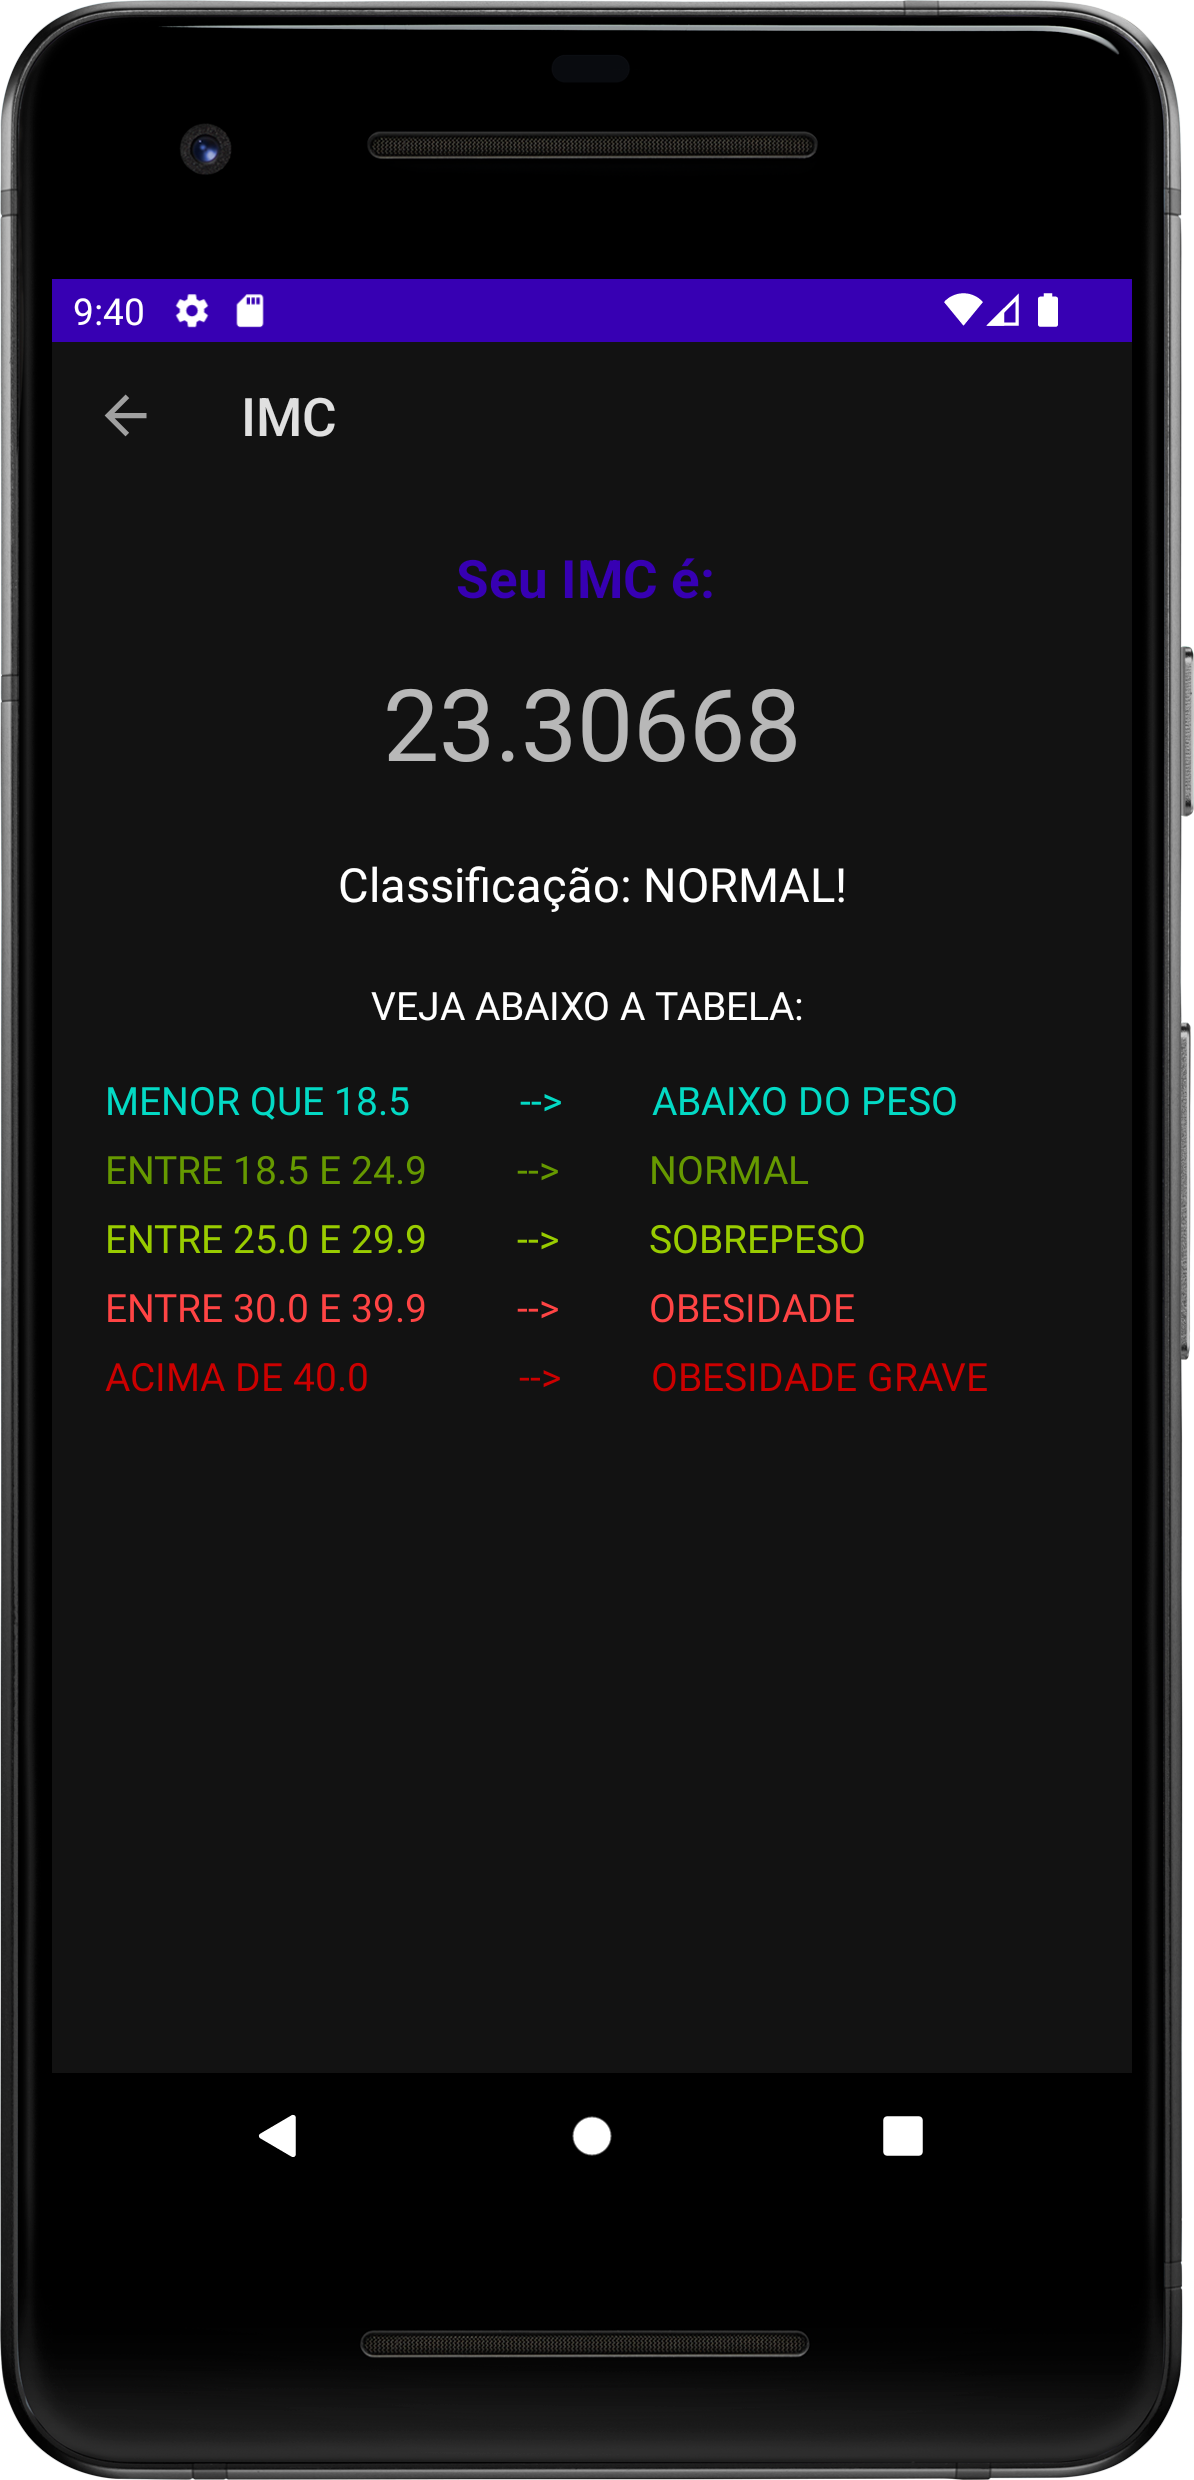 9:40
IMC
Seu IMC é:
23.30668
Classificação: NORMAL!
VEJA ABAIXO A TABELA:
MENOR QUE 18.5 --> ABAIXO DO PESO
ENTRE 18.5 E 24.9 --> NORMAL
ENTRE 25.0 E 29.9 --> SOBREPESO
ENTRE 30.0 E 39.9 --> OBESIDADE
ACIMA DE 40.0 --> OBESIDADE GRAVE